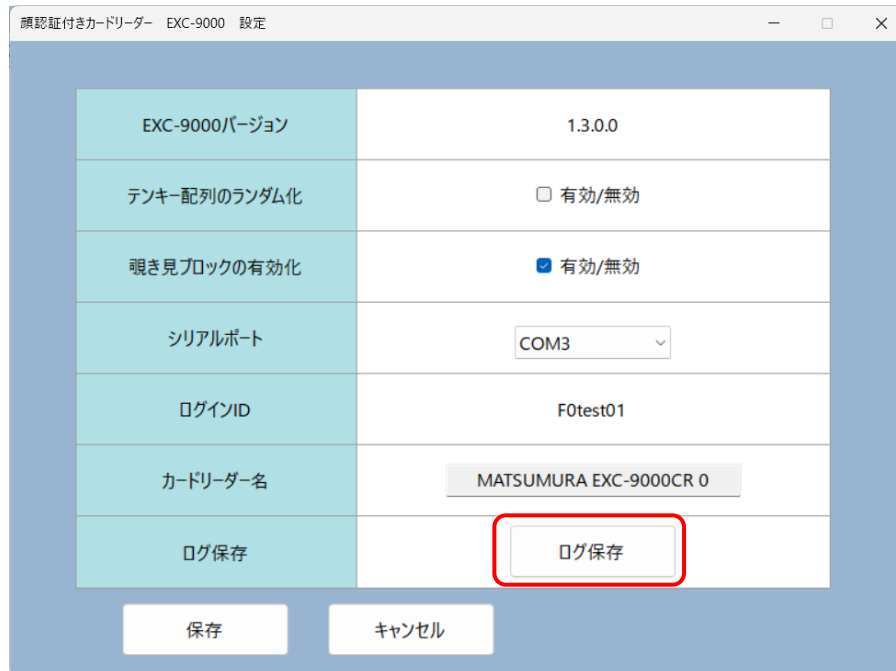 顔認証付きカードリーダー　EXC-9000　設定
EXC-9000バージョン
1.3.0.0
テンキー配列のランダム化
有効/無効
覗き見ブロックの有効化
有効/無効
シリアルポート
COM3
ログインID
F0test01
カードリーダー名
MATSUMURA EXC-9000CR 0
ログ保存
ログ保存
保存
キャンセル